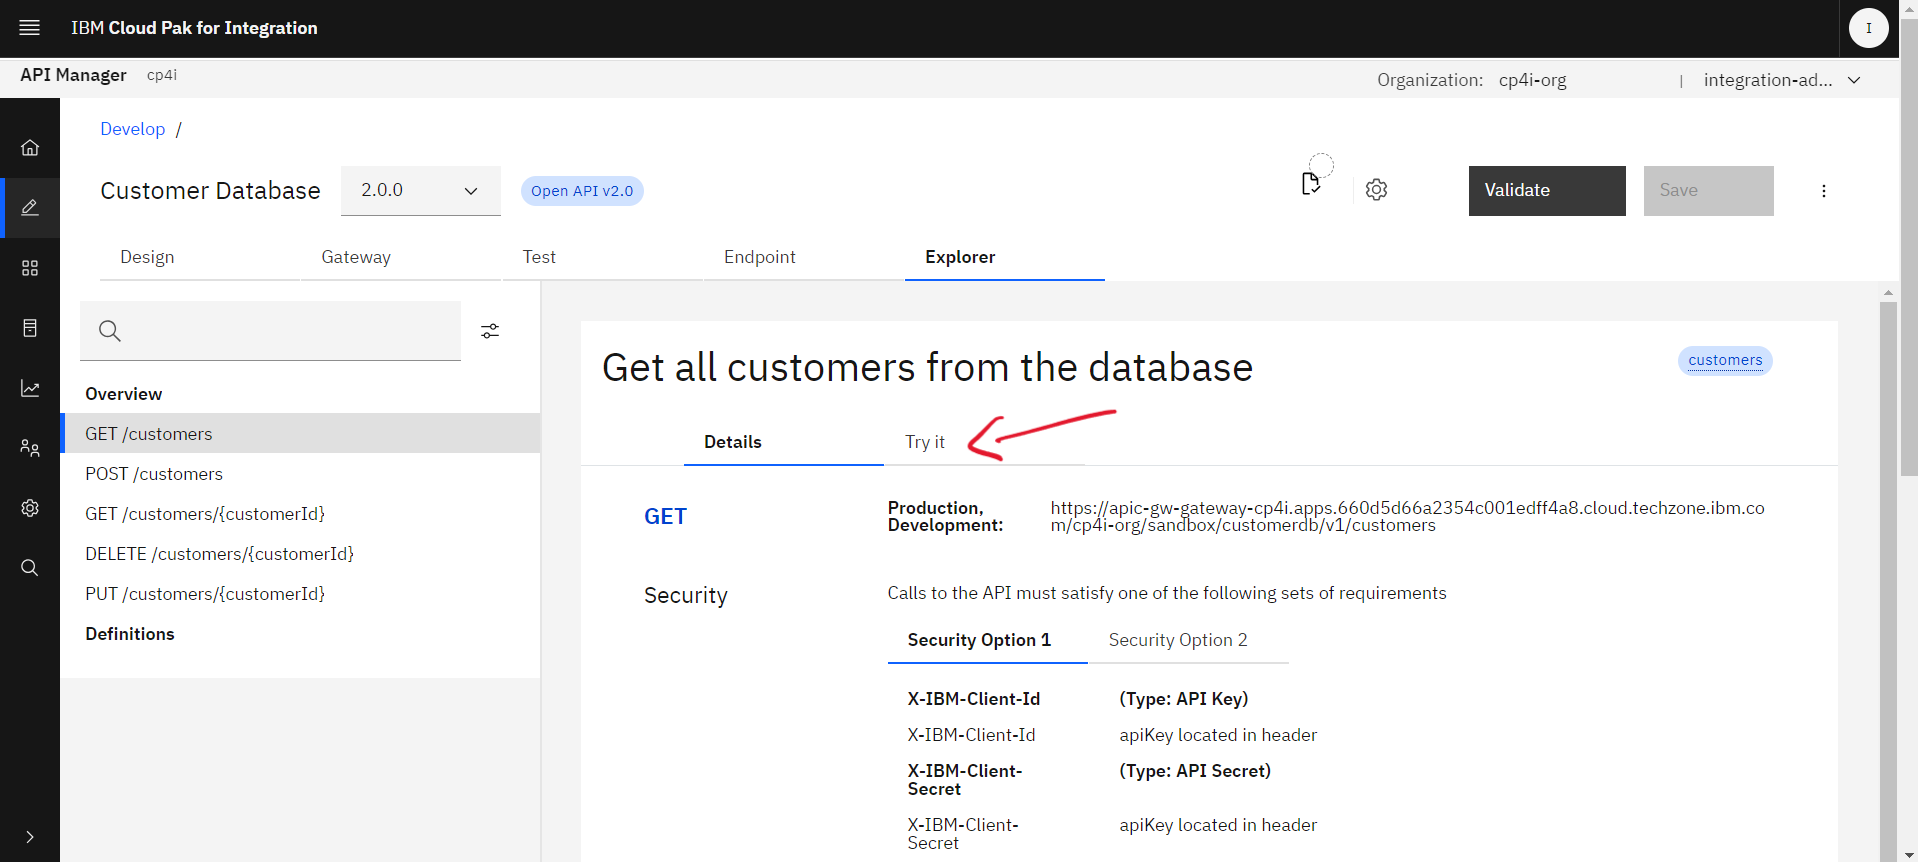 IBM Cloud Pak for Integration
I
API Manager cp4i
Organization: cp4i-org | integration-ad...
Develop /
Customer Database 2.0.0 Open API v2.0
Validate Save
Design Gateway Test Endpoint Explorer
Overview
GET /customers
POST /customers
GET /customers/{customerId}
DELETE /customers/{customerId}
PUT /customers/{customerId}
Definitions
Get all customers from the database
customers
Details Try it
GET
Production,
Development:
https://apic-gw-gateway-cp4i.apps.660d5d66a2354c001edff4a8.cloud.techzone.ibm.co
m/cp4i-org/sandbox/customerdb/v1/customers
Security
Calls to the API must satisfy one of the following sets of requirements
Security Option 1 Security Option 2
X-IBM-Client-Id (Type: API Key)
X-IBM-Client-Id apiKey located in header
X-IBM-Client- (Type: API Secret)
Secret
X-IBM-Client- apiKey located in header
Secret